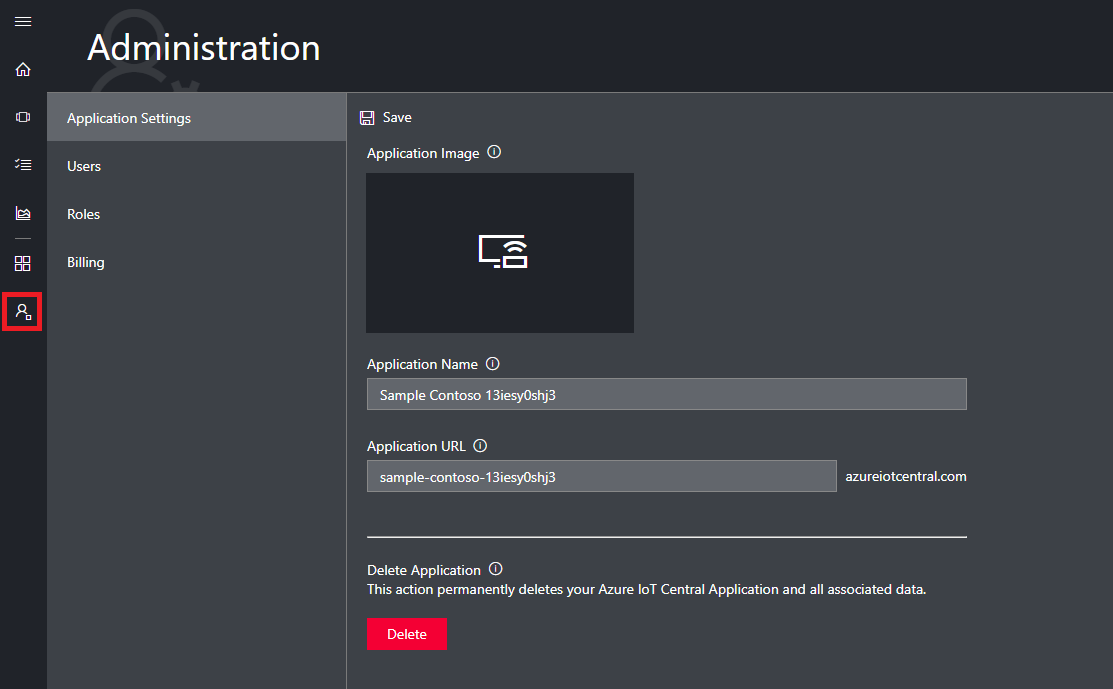 Administration
Application Settings
Users
Roles
Billing
Save
Application Image
Application Name
Sample Contoso 13iesy0shj3
Application URL
sample-contoso-13iesy0shj3 azureiotcentral.com
Delete Application
This action permanently deletes your Azure IoT Central Application and all associated data.
Delete